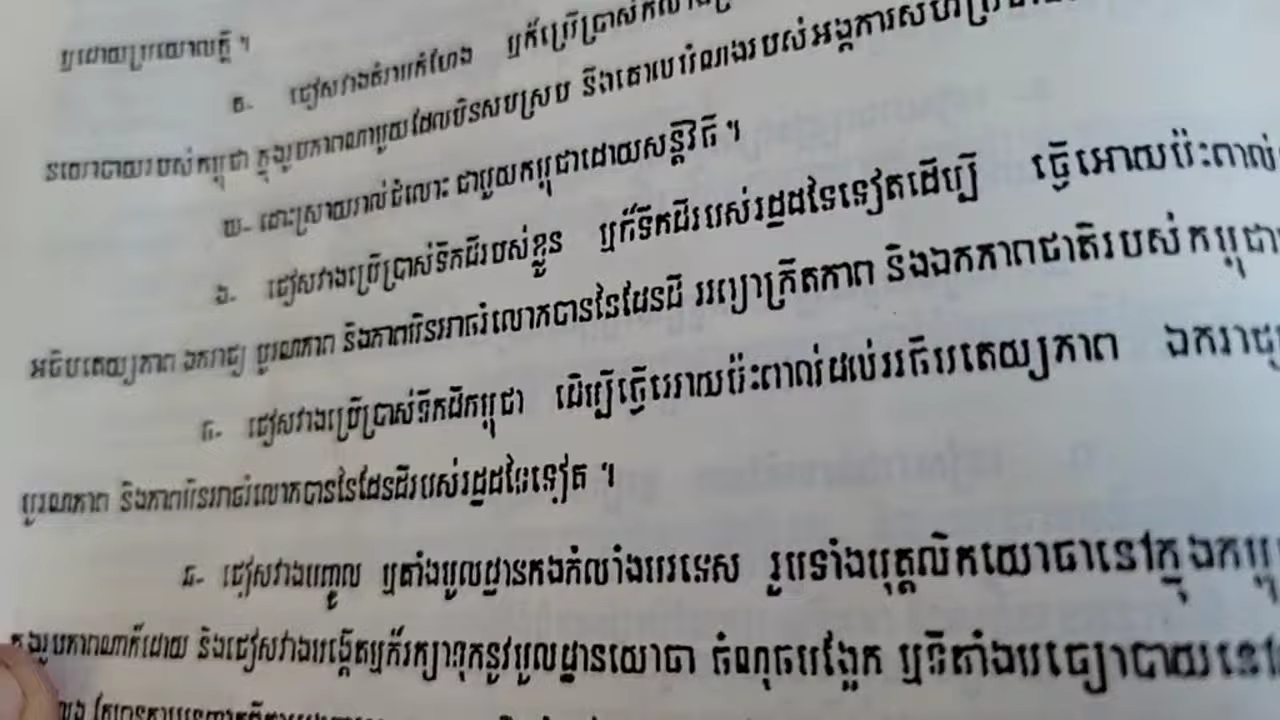 ឬដោយប្រយោលក្តី ។
គ- ជៀសវាងគំរាមកំហែង ឬក៏ប្រើប្រាស់កំលាំង
នយោបាយរបស់កម្ពុជា ក្នុងរូបភាពណាមួយដែលមិនសមស្រប នឹងគោលបំណងរបស់អង្គការសហប្រជា
ឃ- ដោះស្រាយរាល់ជំលោះ ជាមួយកម្ពុជាដោយសន្តិវិធី ។
ង- ជៀសវាងប្រើប្រាស់ទឹកដីរបស់ខ្លួន ឬក៏ទឹកដីរបស់រដ្ឋដទៃទៀតដើម្បី ធ្វើអោយប៉ះពាល់
អធិបតេយ្យភាព ឯករាជ្យ បូរណភាព និងភាពមិនអាចរំលោភបាននៃដែនដី អព្យាក្រឹតភាព និងឯកភាពជាតិរបស់កម្ពុជា
ច- ជៀសវាងប្រើប្រាស់ទឹកដីកម្ពុជា ដើម្បីធ្វើអោយប៉ះពាល់ដល់អធិបតេយ្យភាព ឯករាជ្យ
បូរណភាព និងភាពមិនអាចរំលោភបាននៃដែនដីរបស់រដ្ឋដទៃទៀត ។
ឆ- ជៀសវាងបញ្ចូល ឬតាំងមូលដ្ឋានកងកំលាំងបរទេស រួមទាំងបុគ្គលិកយោធានៅក្នុងកម្ពុ
ក្នុងរូបភាពណាក៏ដោយ និងជៀសវាងបង្កើតឬក៏រក្សាទុកនូវមូលដ្ឋានយោធា ចំណុចបង្អែក ឬទីតាំងមធ្យោបាយនៅ